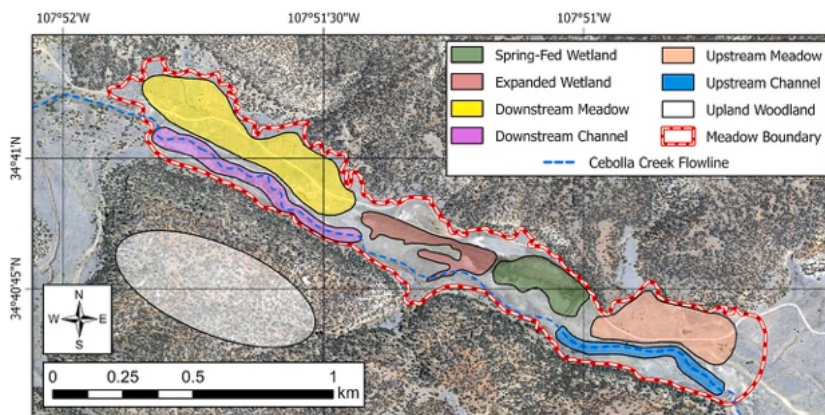 107°52'W 107°51'30"W 107°51'W
Spring-Fed Wetland Upstream Meadow
Expanded Wetland Upstream Channel
Downstream Meadow Upland Woodland
Downstream Channel Meadow Boundary
Cebolla Creek Flowline
34°41'N
34°40'45"N
N
W E
S
0 0.25 0.5 1
km